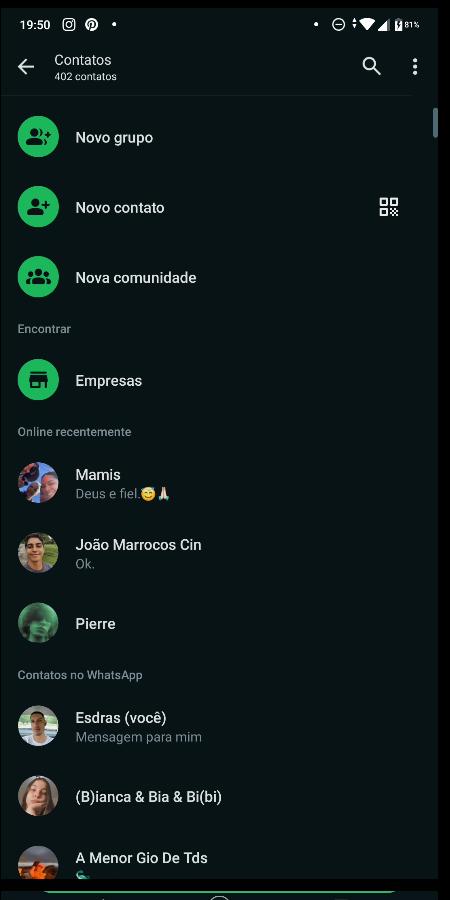 19:50
81%
Contatos
402 contatos
Novo grupo
Novo contato
Nova comunidade
Encontrar
Empresas
Online recentemente
Mamis
Deus e fiel.😅🙏🏻
João Marrocos Cin
Ok.
Pierre
Contatos no WhatsApp
Esdras (você)
Mensagem para mim
(B)ianca & Bia & Bi(bi)
A Menor Gio De Tds